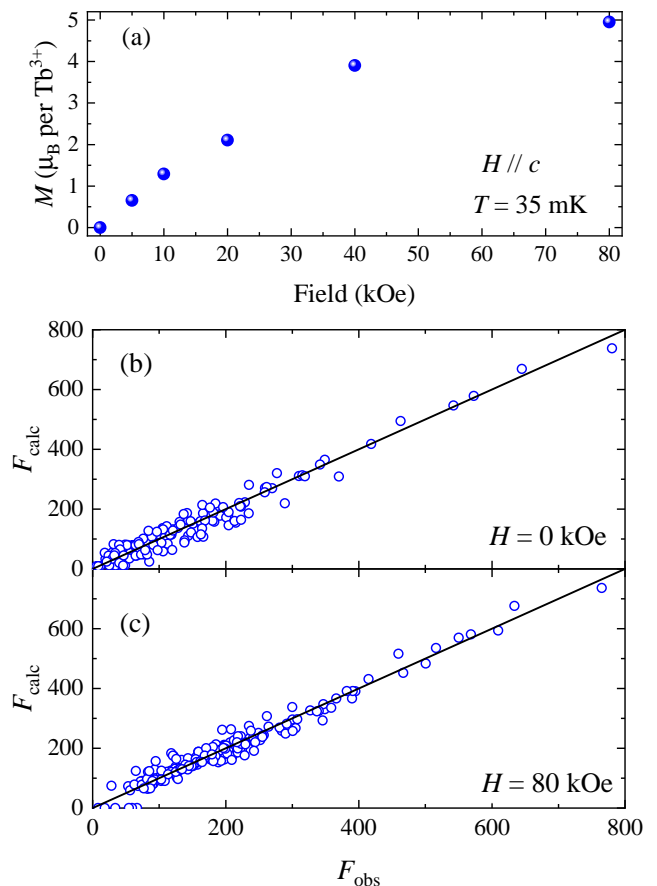 (a)
5
4
3
2
1
0
M (μB per Tb3+)
H // c
T = 35 mK
0 10 20 30 40 50 60 70 80
Field (kOe)
(b)
800
600
400
200
0
Fcalc
H = 0 kOe
(c)
600
400
200
0
Fcalc
H = 80 kOe
0 200 400 600 800
Fobs